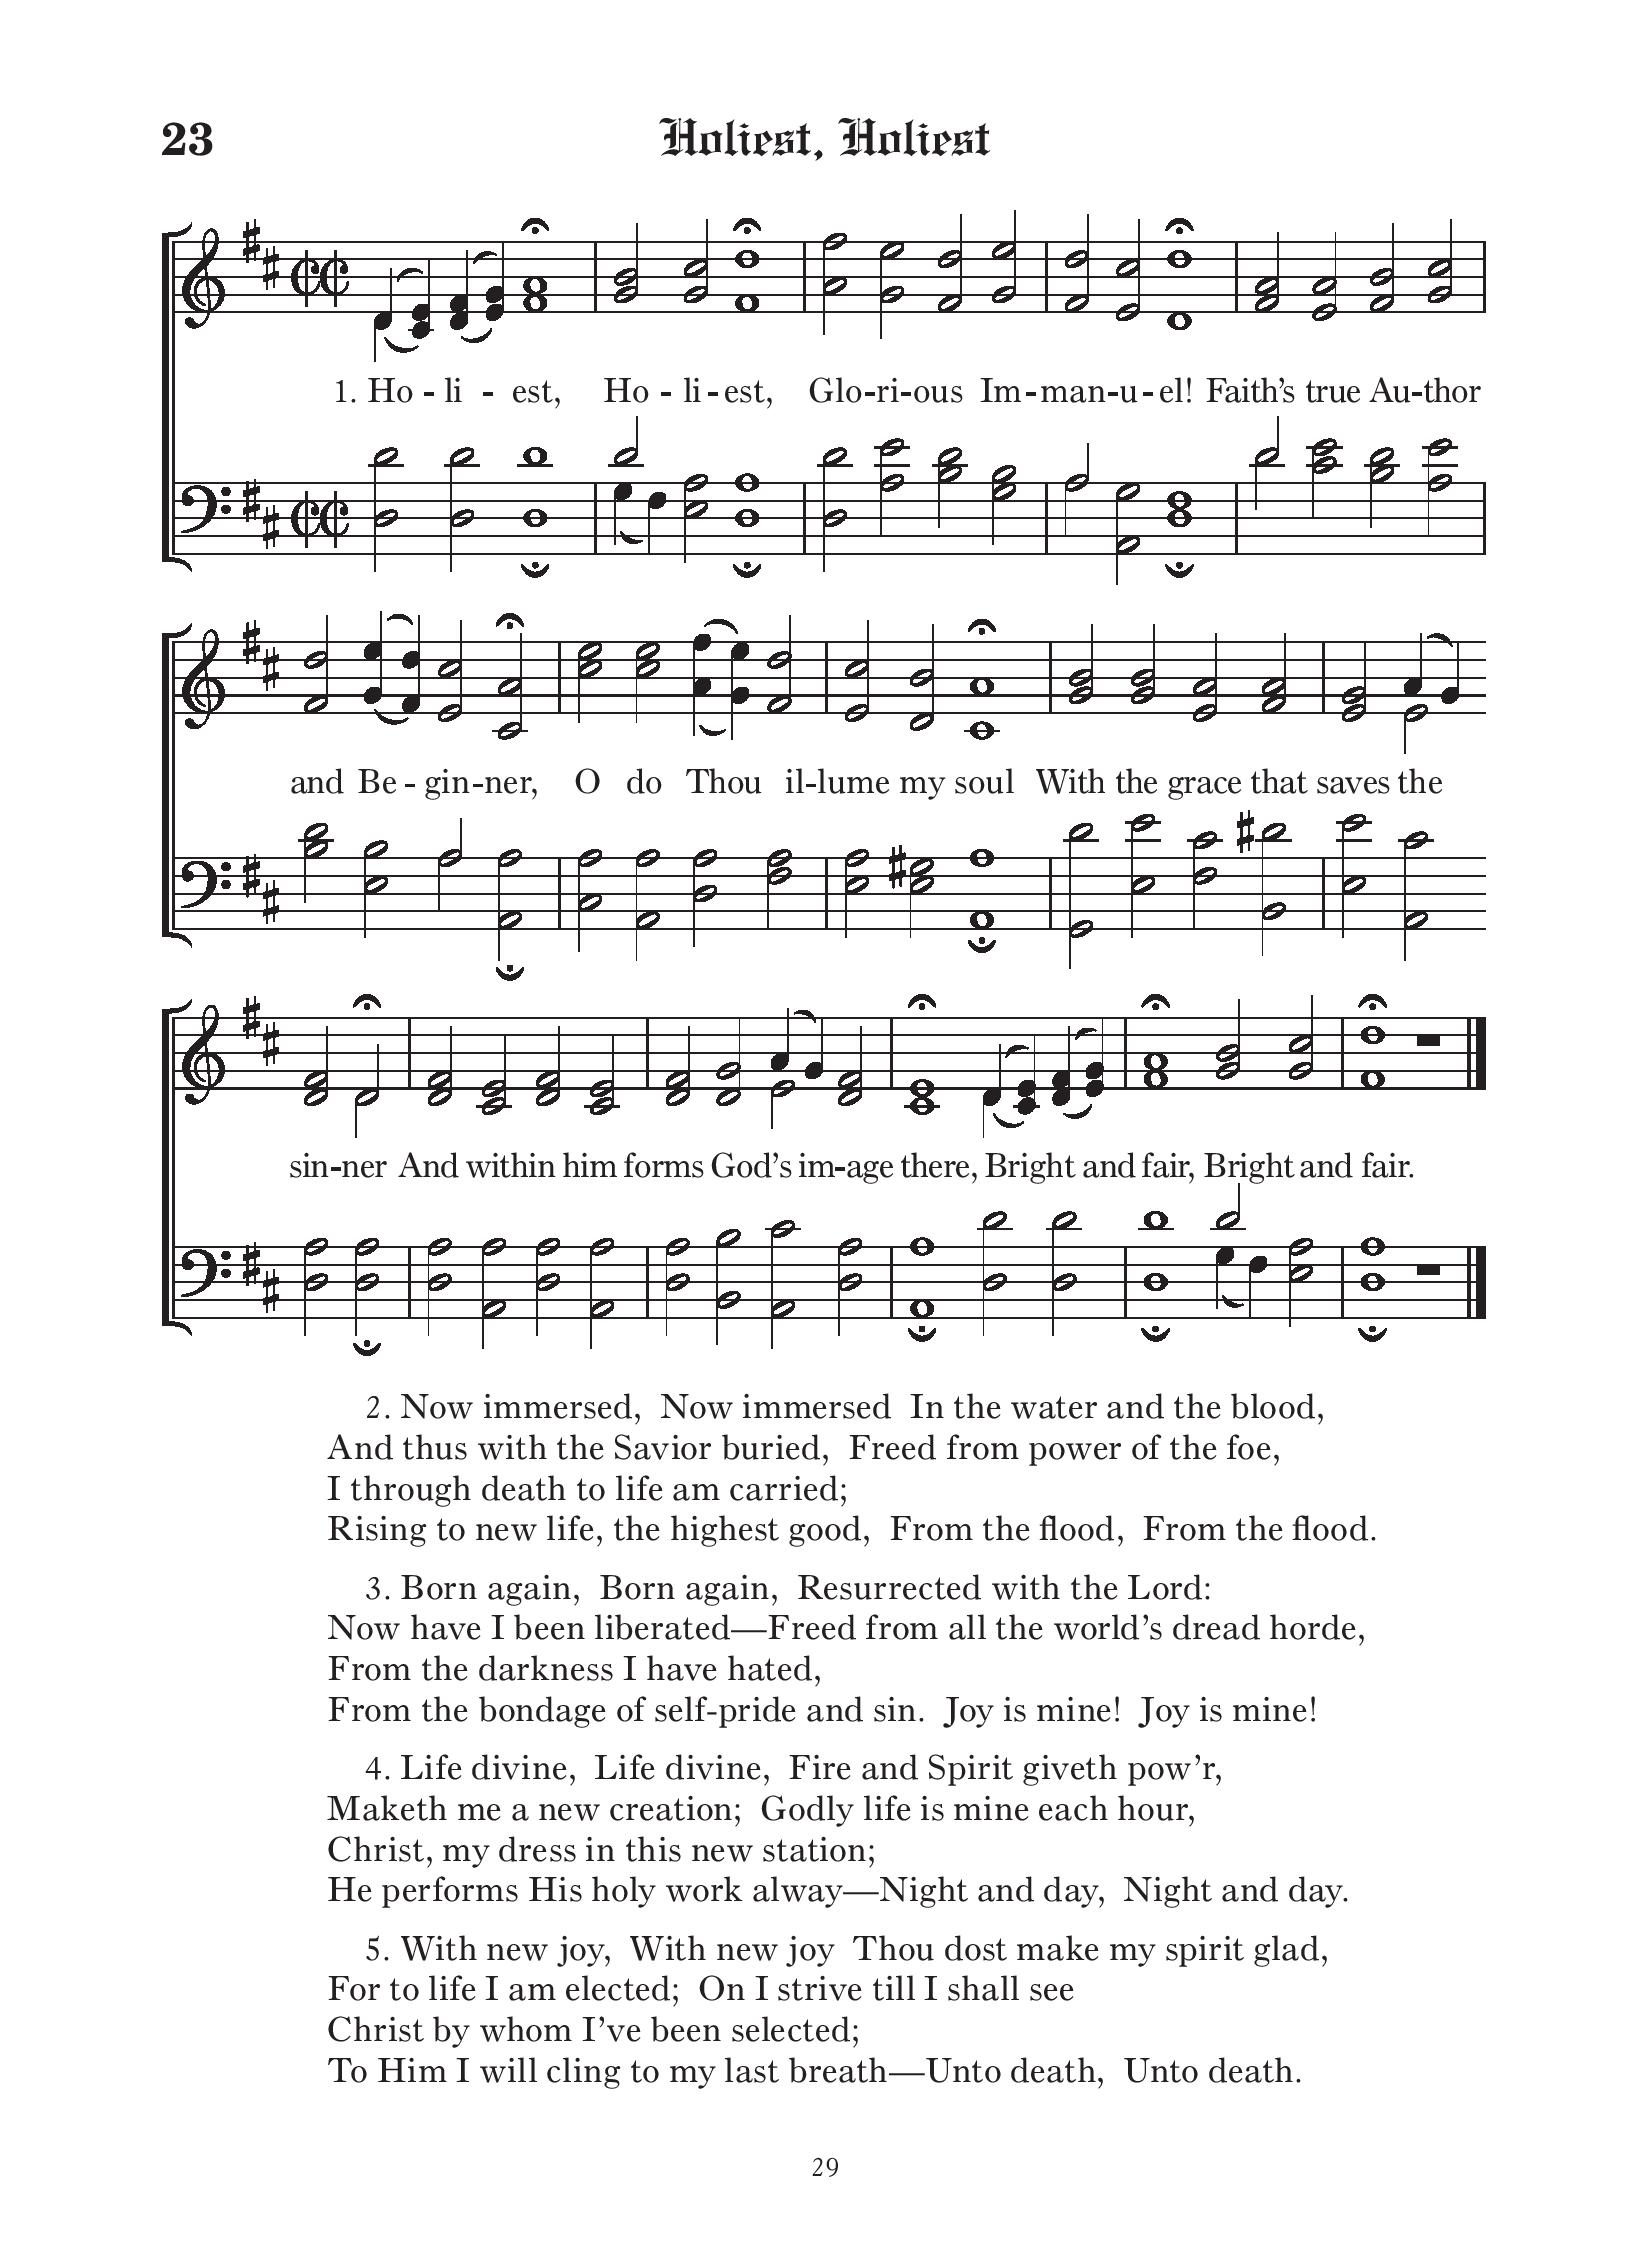 23
Holiest, Holiest
1. Ho - li - est, Ho - li - est, Glo-ri-ous Im-man-u-el! Faith's true Au-thor
and Be - gin-ner, O do Thou il-lume my soul With the grace that saves the
sin-ner And within him forms God's im-age there, Bright and fair, Bright and fair.
2. Now immersed, Now immersed In the water and the blood,
And thus with the Savior buried, Freed from power of the foe,
I through death to life am carried;
Rising to new life, the highest good, From the flood, From the flood.
3. Born again, Born again, Resurrected with the Lord:
Now have I been liberated—Freed from all the world's dread horde,
From the darkness I have hated,
From the bondage of self-pride and sin. Joy is mine! Joy is mine!
4. Life divine, Life divine, Fire and Spirit giveth pow'r,
Maketh me a new creation; Godly life is mine each hour,
Christ, my dress in this new station;
He performs His holy work alway—Night and day, Night and day.
5. With new joy, With new joy Thou dost make my spirit glad,
For to life I am elected; On I strive till I shall see
Christ by whom I've been selected;
To Him I will cling to my last breath—Unto death, Unto death.
29